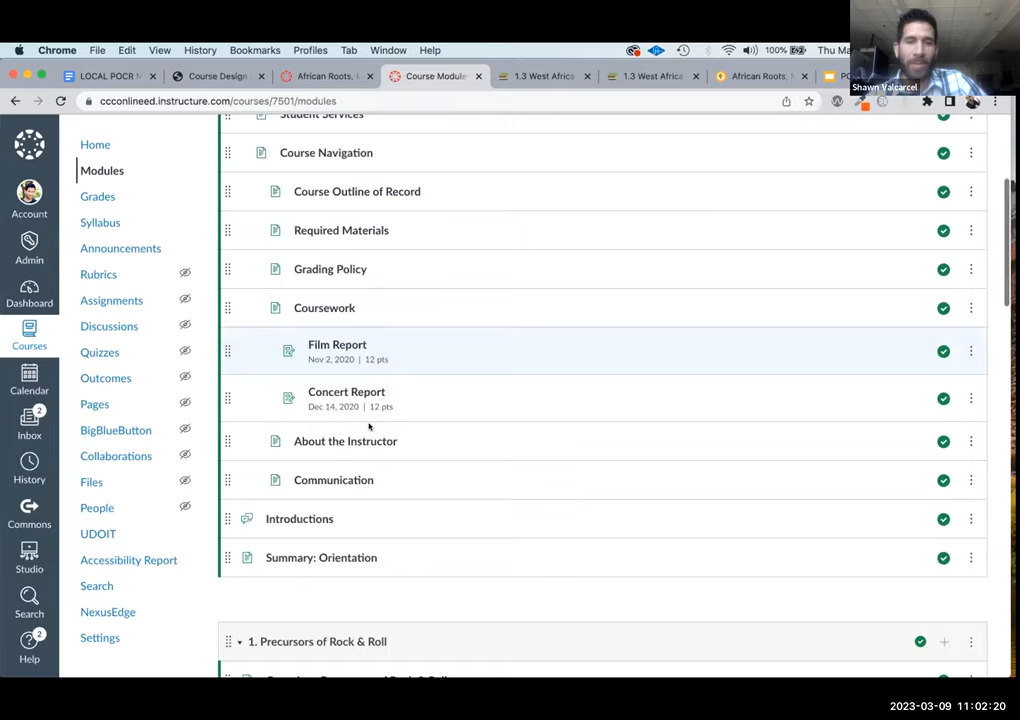 Chrome File Edit View History Bookmarks Profiles Tab Window Help 100% Thu Ma
Shawn Valcarcel
LOCAL POCR N Course Design African Roots, Course Module 1.3 West Africa 1.3 West Africa African Roots, PO
ccconlineed.instructure.com/courses/7501/modules
Account
Admin
Dashboard
Courses
Calendar
2
Inbox
History
Commons
Studio
Search
2
Help
Home
Modules
Grades
Syllabus
Announcements
Rubrics
Assignments
Discussions
Quizzes
Outcomes
Pages
BigBlueButton
Collaborations
Files
People
UDOIT
Accessibility Report
Search
NexusEdge
Settings
Student Services
Course Navigation
Course Outline of Record
Required Materials
Grading Policy
Coursework
Film Report
Nov 2, 2020 | 12 pts
Concert Report
Dec 14, 2020 | 12 pts
About the Instructor
Communication
Introductions
Summary: Orientation
1. Precursors of Rock & Roll
2023-03-09 11:02:20